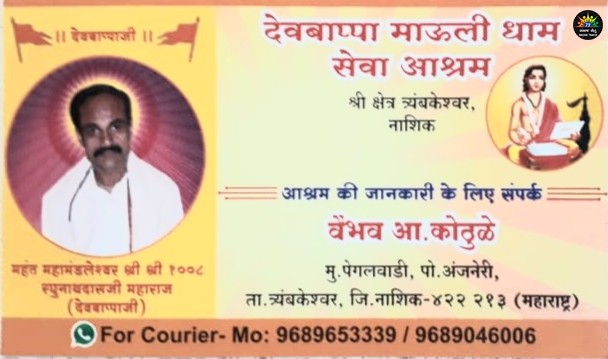 ।। देवबाप्पाजी ।।
देवबाप्पा माऊली धाम
सेवा आश्रम
श्री क्षेत्र त्र्यंबकेश्वर,
नाशिक
आश्रम की जानकारी के लिए संपर्क
वैभव आ.कोठुळे
मु.पेगलवाडी, पो.अंजनेरी,
ता.त्र्यंबकेश्वर, जि.नाशिक-४२२ २१३ (महाराष्ट्र)
महंत महामंडलेश्वर श्री श्री १००८
रघुनाथदासजी महाराज
(देवबाप्पाजी)
For Courier- Mo: 9689653339 / 9689046006